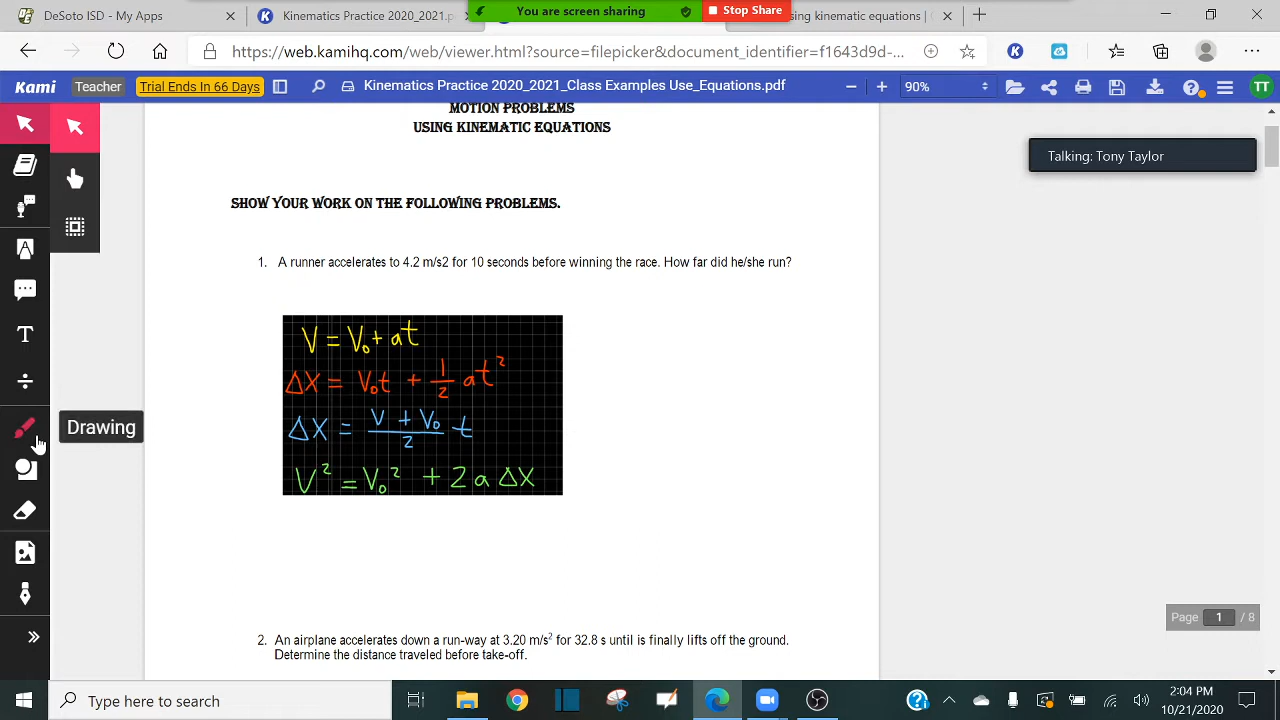 DeSoto ISD - My Apps
Kinematics Practice 2020_2021.p
You are screen sharing
Stop Share
sing kinematic equations |
https://web.kamihq.com/web/viewer.html?source=filepicker&document_identifier=f1643d9d-...
Kami
Teacher
Trial Ends In 66 Days
Kinematics Practice 2020_2021_Class Examples Use_Equations.pdf
90%
TT
MOTION PROBLEMS
USING KINEMATIC EQUATIONS
Talking: Tony Taylor
SHOW YOUR WORK ON THE FOLLOWING PROBLEMS.
1. A runner accelerates to 4.2 m/s2 for 10 seconds before winning the race. How far did he/she run?
V = V₀ + at
ΔX = V₀t + 1/2 at²
ΔX = V + V₀/2 t
V² = V₀² + 2 a ΔX
Drawing
Page 1 / 8
2. An airplane accelerates down a run-way at 3.20 m/s² for 32.8 s until is finally lifts off the ground.
Determine the distance traveled before take-off.
Type here to search
2:04 PM
10/21/2020